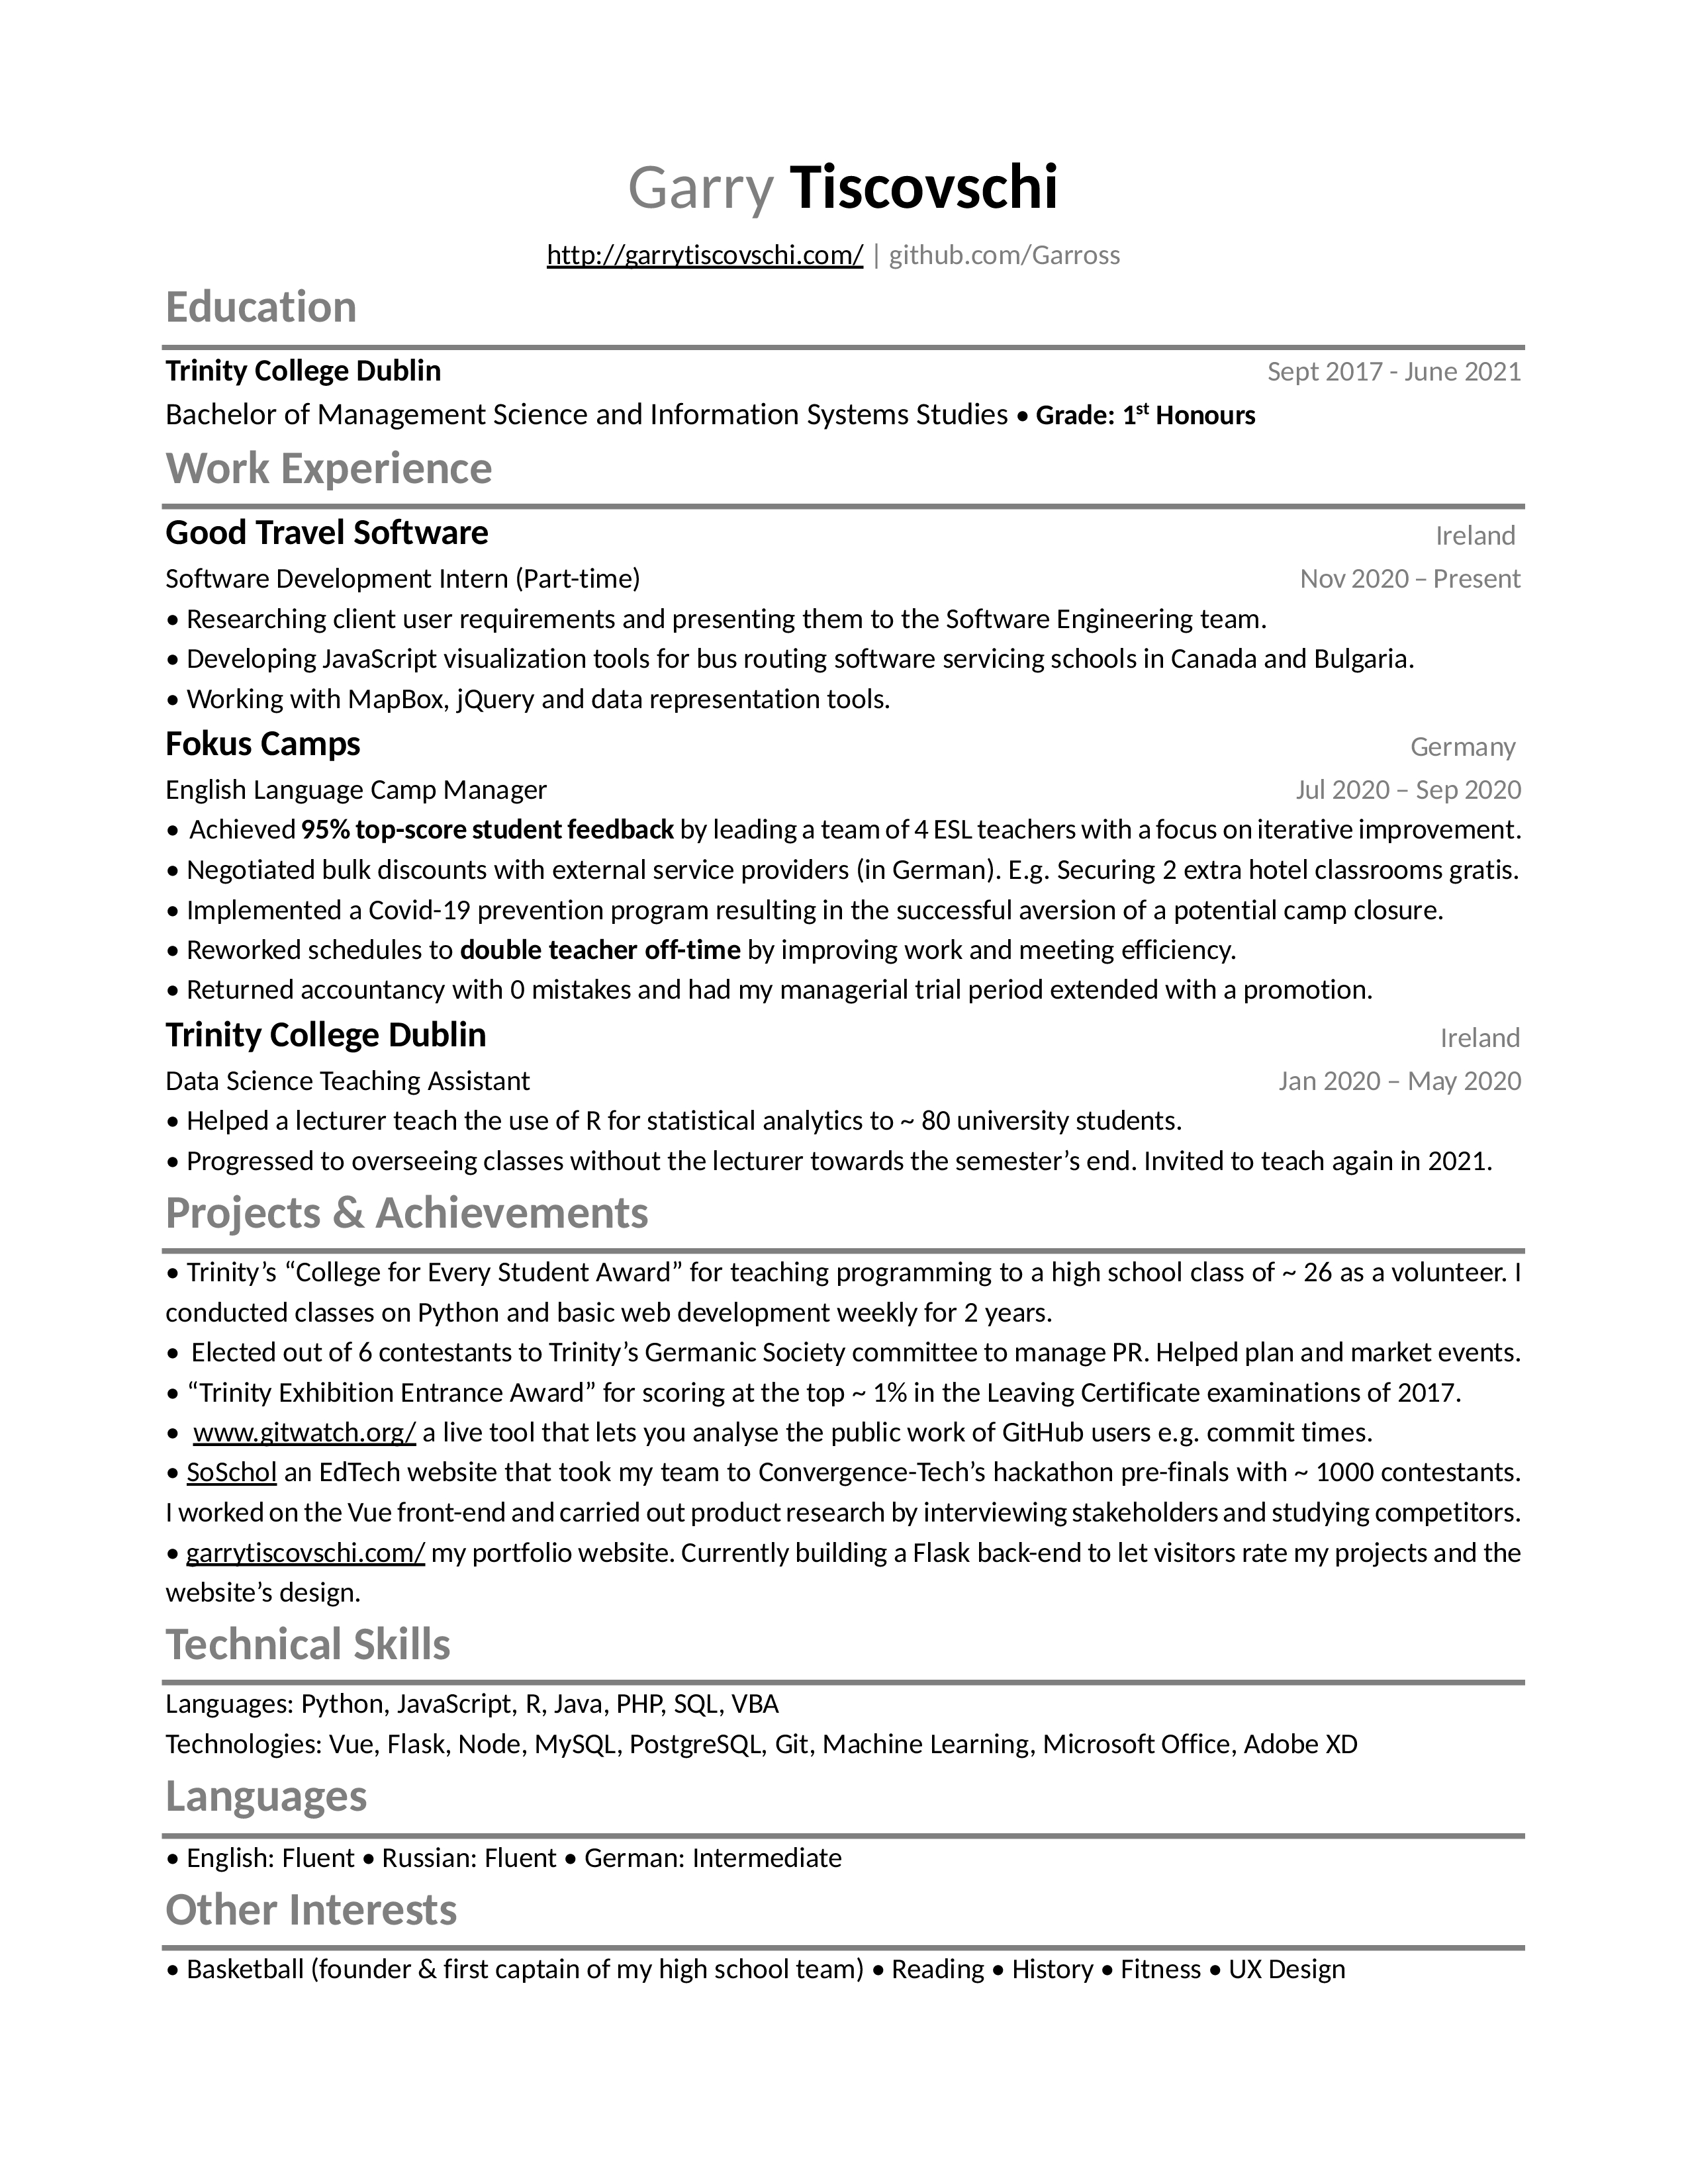 Garry Tiscovschi
http://garrytiscovschi.com/ | github.com/Garross
Education
Trinity College Dublin Sept 2017 - June 2021
Bachelor of Management Science and Information Systems Studies • Grade: 1st Honours
Work Experience
Good Travel Software Ireland
Software Development Intern (Part-time) Nov 2020 – Present
• Researching client user requirements and presenting them to the Software Engineering team.
• Developing JavaScript visualization tools for bus routing software servicing schools in Canada and Bulgaria.
• Working with MapBox, jQuery and data representation tools.
Fokus Camps Germany
English Language Camp Manager Jul 2020 – Sep 2020
• Achieved 95% top-score student feedback by leading a team of 4 ESL teachers with a focus on iterative improvement.
• Negotiated bulk discounts with external service providers (in German). E.g. Securing 2 extra hotel classrooms gratis.
• Implemented a Covid-19 prevention program resulting in the successful aversion of a potential camp closure.
• Reworked schedules to double teacher off-time by improving work and meeting efficiency.
• Returned accountancy with 0 mistakes and had my managerial trial period extended with a promotion.
Trinity College Dublin Ireland
Data Science Teaching Assistant Jan 2020 – May 2020
• Helped a lecturer teach the use of R for statistical analytics to ~ 80 university students.
• Progressed to overseeing classes without the lecturer towards the semester’s end. Invited to teach again in 2021.
Projects & Achievements
• Trinity’s “College for Every Student Award” for teaching programming to a high school class of ~ 26 as a volunteer. I
conducted classes on Python and basic web development weekly for 2 years.
• Elected out of 6 contestants to Trinity’s Germanic Society committee to manage PR. Helped plan and market events.
• “Trinity Exhibition Entrance Award” for scoring at the top ~ 1% in the Leaving Certificate examinations of 2017.
• www.gitwatch.org/ a live tool that lets you analyse the public work of GitHub users e.g. commit times.
• SoSchol an EdTech website that took my team to Convergence-Tech’s hackathon pre-finals with ~ 1000 contestants.
I worked on the Vue front-end and carried out product research by interviewing stakeholders and studying competitors.
• garrytiscovschi.com/ my portfolio website. Currently building a Flask back-end to let visitors rate my projects and the
website’s design.
Technical Skills
Languages: Python, JavaScript, R, Java, PHP, SQL, VBA
Technologies: Vue, Flask, Node, MySQL, PostgreSQL, Git, Machine Learning, Microsoft Office, Adobe XD
Languages
• English: Fluent • Russian: Fluent • German: Intermediate
Other Interests
• Basketball (founder & first captain of my high school team) • Reading • History • Fitness • UX Design